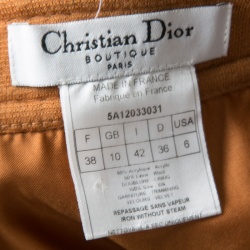 Christian Dior
BOUTIQUE
PARIS
MADE IN FRANCE
Fabriqué en France
5A12033031
F GB I D USA
38 10 42 36 6
REPASSAGE SANS VAPEUR
IRON WITHOUT STEAM